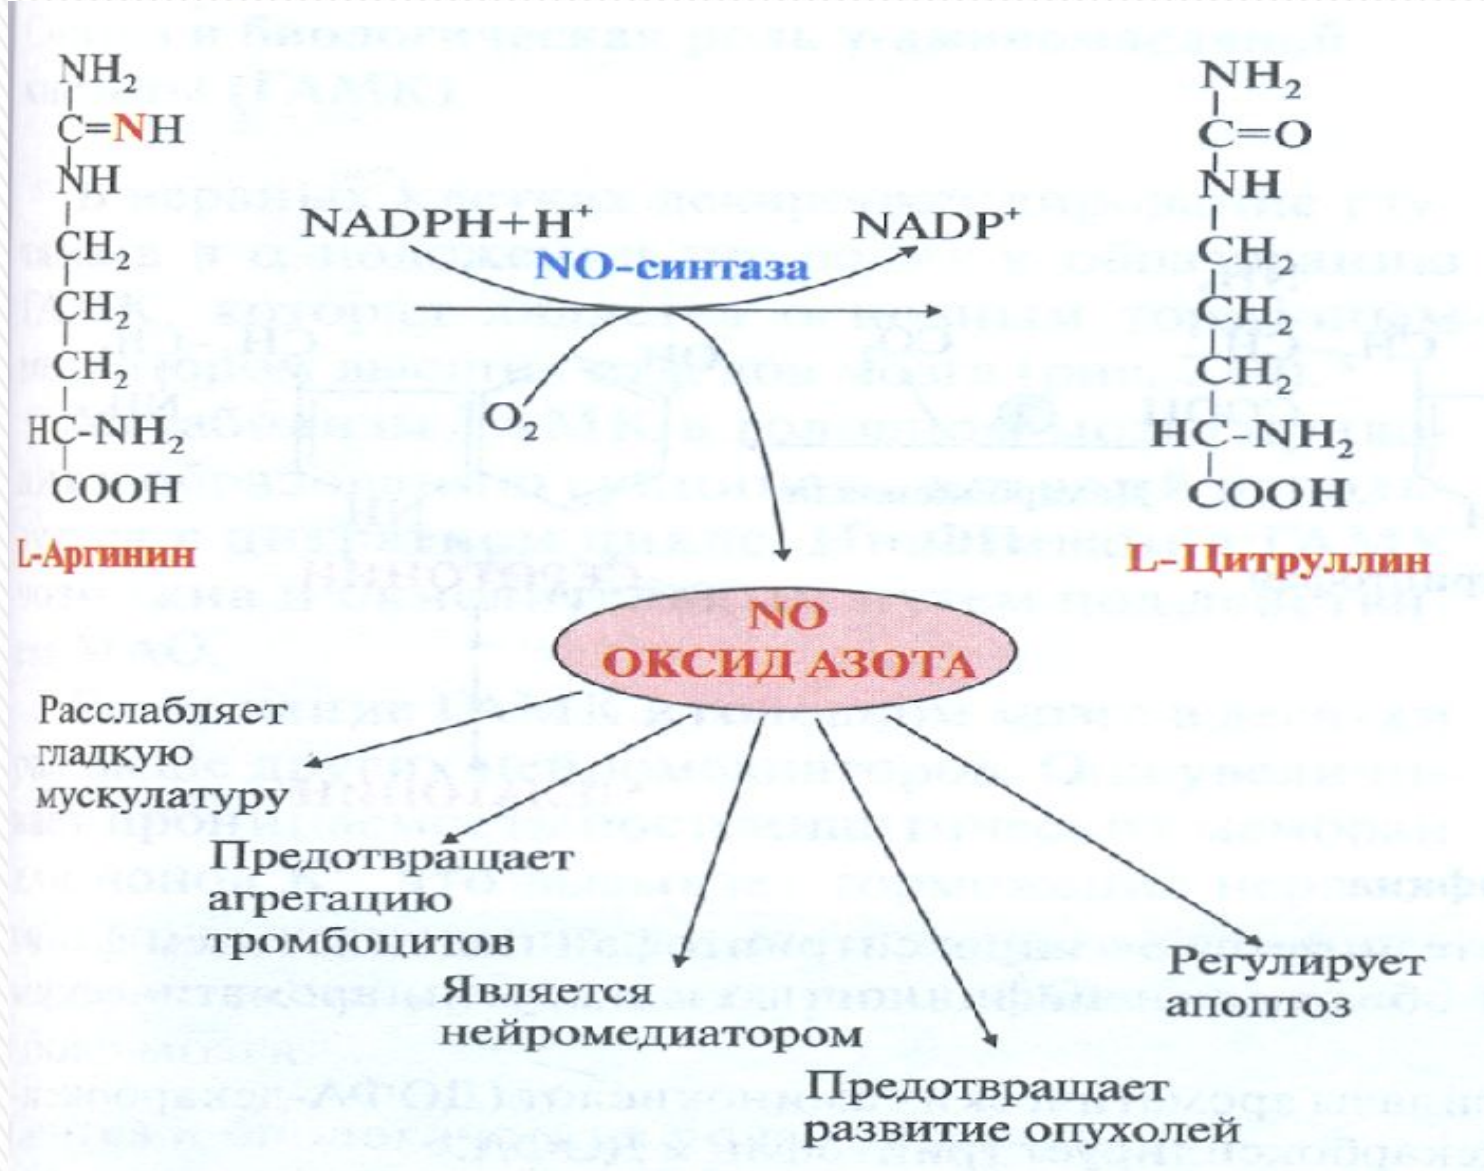 NH₂
C=NH
NH
CH₂
CH₂
CH₂
HC-NH₂
COOH
L-Аргинин
NADPH+H⁺
NADP⁺
NO-синтаза
O₂
NH₂
C=O
NH
CH₂
CH₂
CH₂
HC-NH₂
COOH
L-Цитруллин
NO
ОКСИД АЗОТА
Расслабляет
гладкую
мускулатуру
Предотвращает
агрегацию
тромбоцитов
Является
нейромедиатором
Предотвращает
развитие опухолей
Регулирует
апоптоз